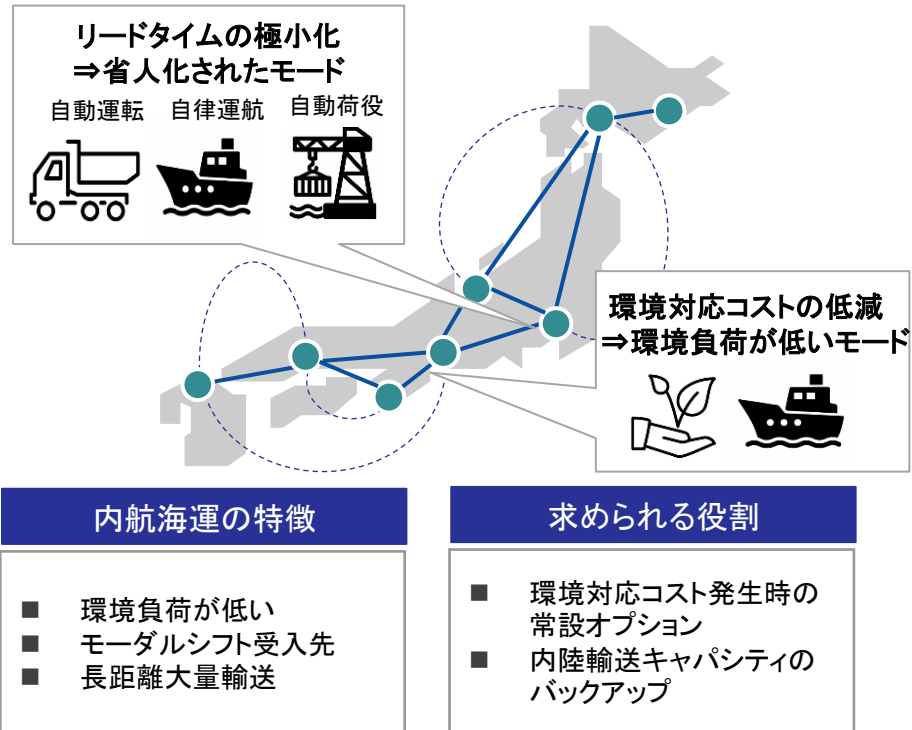 リードタイムの極小化
⇒省人化されたモード
自動運転 自律運航 自動荷役
環境対応コストの低減
⇒環境負荷が低いモード
内航海運の特徴
■ 環境負荷が低い
■ モーダルシフト受入先
■ 長距離大量輸送
求められる役割
■ 環境対応コスト発生時の
常設オプション
■ 内陸輸送キャパシティの
バックアップ